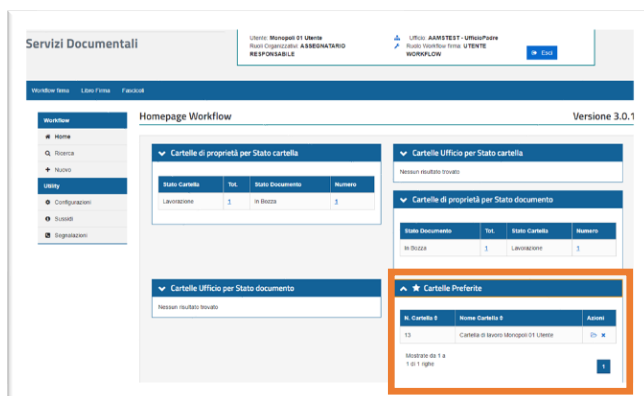 Servizi Documentali
Utente: Monopoli 01 Utente
Ruoli Organizzativi: ASSEGNATARIO
RESPONSABILE
Ufficio: AAMSTEST - UfficioPadre
Ruolo Workflow firma: UTENTE
WORKFLOW
Esci
Workflow firma Libro Firma Fascicoli
Workflow
Home
Ricerca
Nuovo
Utility
Configurazioni
Sussidi
Segnalazioni
Homepage Workflow
Versione 3.0.1
Cartelle di proprietà per Stato cartella
Stato Cartella Tot. Stato Documento Numero
Lavorazione 1 In Bozza 1
Cartelle Ufficio per Stato cartella
Nessun risultato trovato
Cartelle di proprietà per Stato documento
Stato Documento Tot. Stato Cartella Numero
In Bozza 1 Lavorazione 1
Cartelle Ufficio per Stato documento
Nessun risultato trovato
Cartelle Preferite
N. Cartella Nome Cartella Azioni
13 Cartella di lavoro Monopoli 01 Utente
Mostrate da 1 a
1 di 1 righe
1